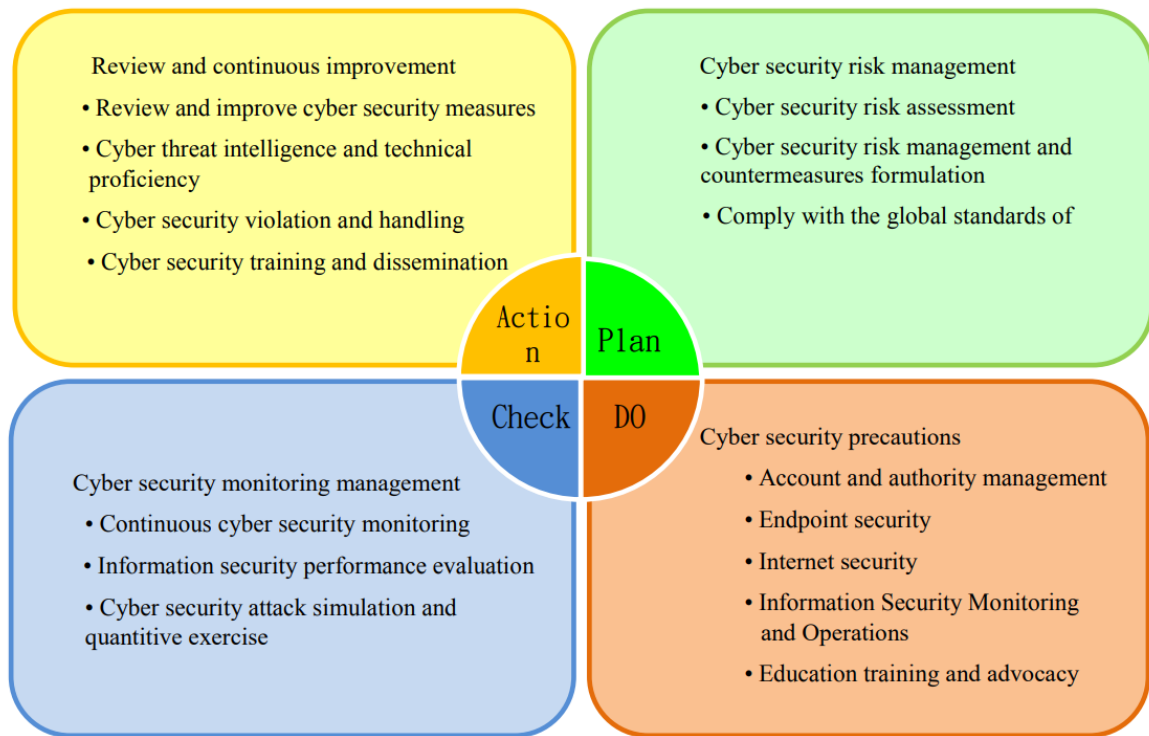 Review and continuous improvement
• Review and improve cyber security measures
• Cyber threat intelligence and technical
proficiency
• Cyber security violation and handling
• Cyber security training and dissemination
Cyber security risk management
• Cyber security risk assessment
• Cyber security risk management and
countermeasures formulation
• Comply with the global standards of
Actio
n
Plan
Check
DO
Cyber security monitoring management
• Continuous cyber security monitoring
• Information security performance evaluation
• Cyber security attack simulation and
quantitive exercise
Cyber security precautions
• Account and authority management
• Endpoint security
• Internet security
• Information Security Monitoring
and Operations
• Education training and advocacy